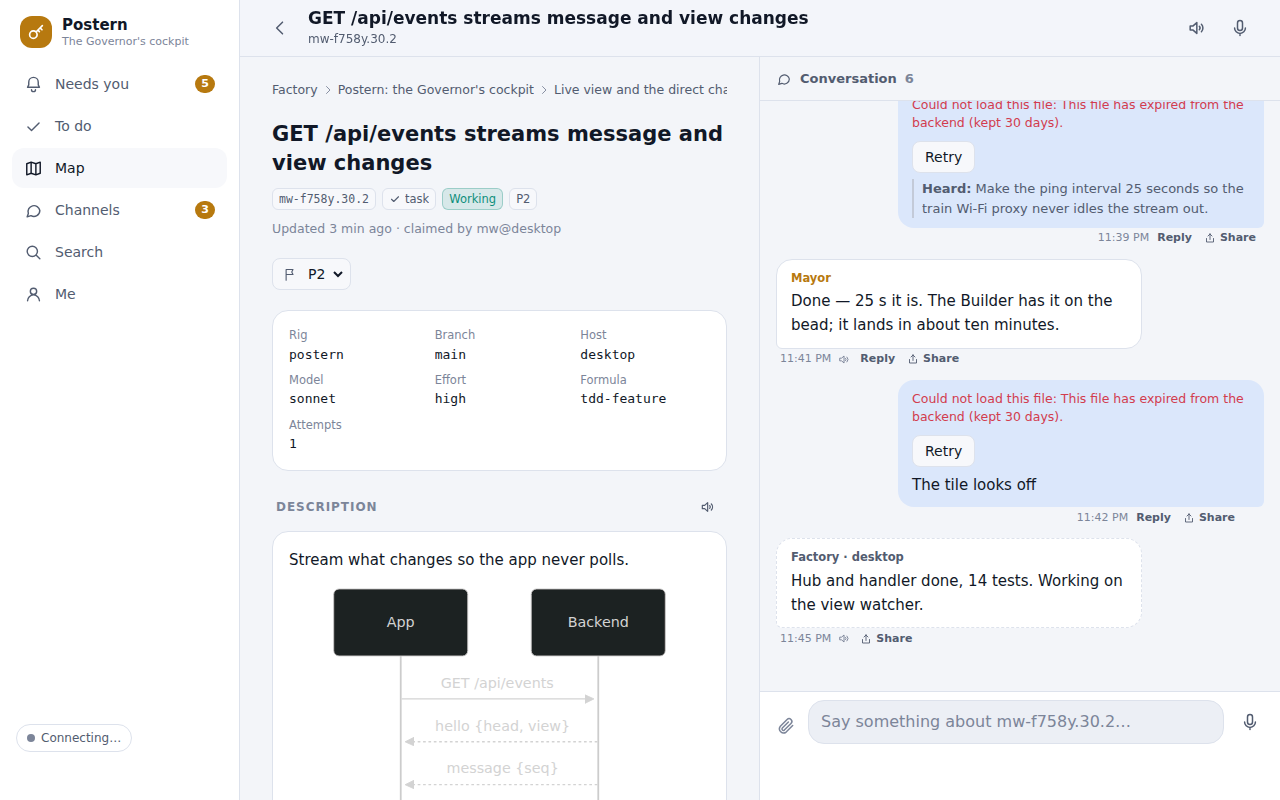 Postern
The Governor's cockpit
Needs you 5
To do
Map
Channels 3
Search
Me
Connecting…
GET /api/events streams message and view changes
mw-f758y.30.2
Factory > Postern: the Governor's cockpit > Live view and the direct cha
GET /api/events streams message and
view changes
mw-f758y.30.2 task Working P2
Updated 3 min ago · claimed by mw@desktop
P2
Rig Branch Host
postern main desktop
Model Effort Formula
sonnet high tdd-feature
Attempts
1
DESCRIPTION
Stream what changes so the app never polls.
App Backend
GET /api/events
hello {head, view}
message {seq}
Conversation 6
Could not load this file: This file has expired from the
backend (kept 30 days).
Retry
Heard: Make the ping interval 25 seconds so the
train Wi-Fi proxy never idles the stream out.
11:39 PM Reply Share
Mayor
Done — 25 s it is. The Builder has it on the
bead; it lands in about ten minutes.
11:41 PM Reply Share
Could not load this file: This file has expired from the
backend (kept 30 days).
Retry
The tile looks off
11:42 PM Reply Share
Factory · desktop
Hub and handler done, 14 tests. Working on
the view watcher.
11:45 PM Share
Say something about mw-f758y.30.2…